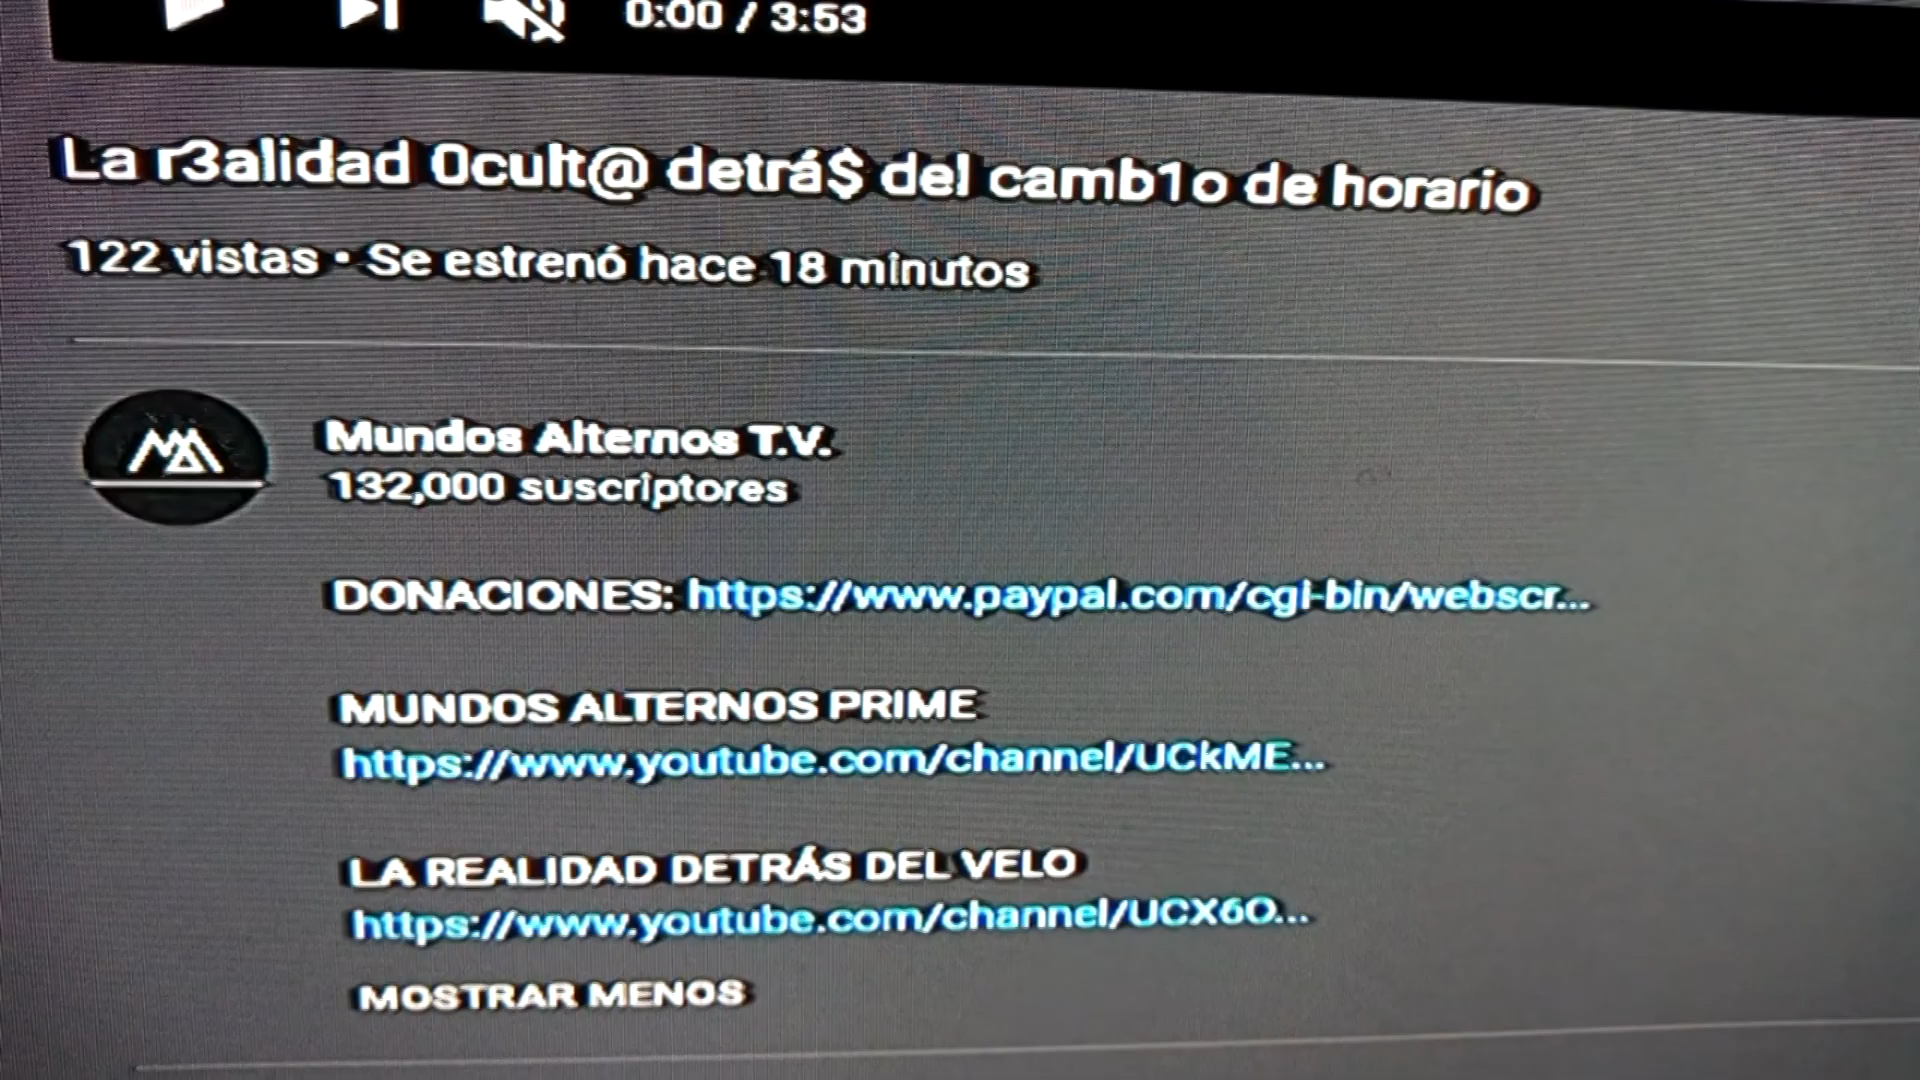 0:00 / 3:53
La r3alidad 0cult@ detrá$ del camb1o de horario
122 vistas • Se estrenó hace 18 minutos
Mundos Alternos T.V.
132,000 suscriptores
DONACIONES: https://www.paypal.com/cgi-bin/webscr...
MUNDOS ALTERNOS PRIME
https://www.youtube.com/channel/UCkME...
LA REALIDAD DETRÁS DEL VELO
https://www.youtube.com/channel/UCX6O...
MOSTRAR MENOS